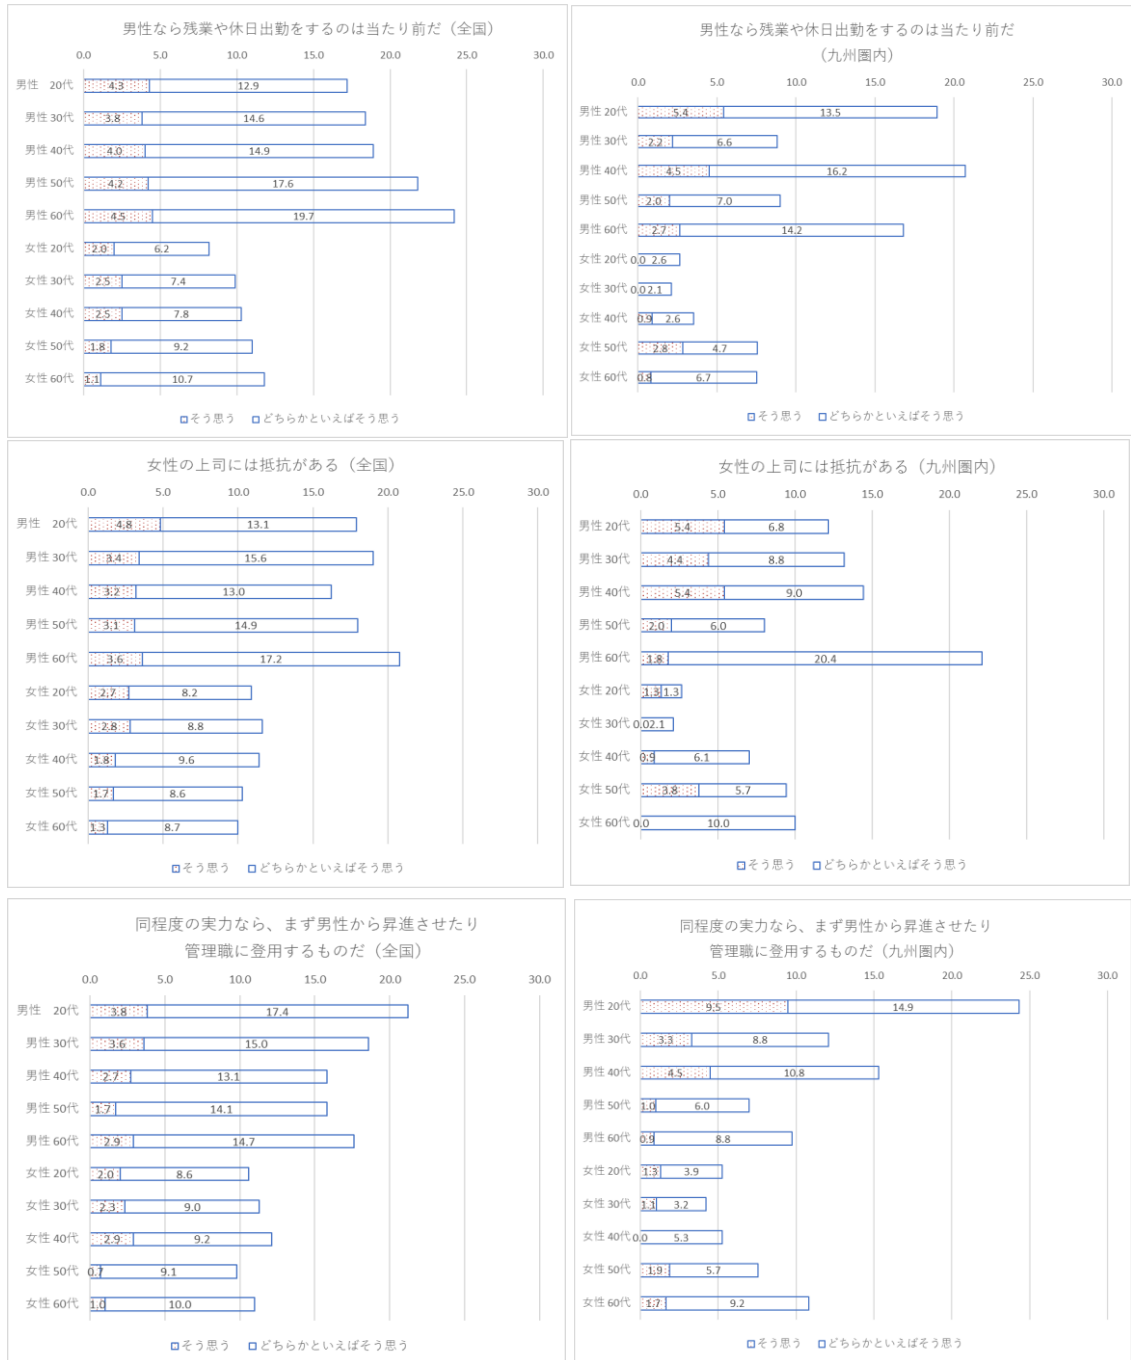 男性なら残業や休日出勤をするのは当たり前だ（全国）
0.0 5.0 10.0 15.0 20.0 25.0 30.0
男性　20代 4.3 12.9
男性 30代 3.8 14.6
男性 40代 4.0 14.9
男性 50代 4.2 17.6
男性 60代 4.5 19.7
女性 20代 2.0 6.2
女性 30代 2.5 7.4
女性 40代 2.5 7.8
女性 50代 1.8 9.2
女性 60代 1.1 10.7
そう思う どちらかといえばそう思う
男性なら残業や休日出勤をするのは当たり前だ
（九州圏内）
0.0 5.0 10.0 15.0 20.0 25.0 30.0
男性 20代 5.4 13.5
男性 30代 2.2 6.6
男性 40代 4.5 16.2
男性 50代 2.0 7.0
男性 60代 2.7 14.2
女性 20代 0.0 2.6
女性 30代 0.0 2.1
女性 40代 0.9 2.6
女性 50代 2.8 4.7
女性 60代 0.8 6.7
そう思う どちらかといえばそう思う
女性の上司には抵抗がある（全国）
0.0 5.0 10.0 15.0 20.0 25.0 30.0
男性　20代 4.8 13.1
男性 30代 3.4 15.6
男性 40代 3.2 13.0
男性 50代 3.1 14.9
男性 60代 3.6 17.2
女性 20代 2.7 8.2
女性 30代 2.8 8.8
女性 40代 1.8 9.6
女性 50代 1.7 8.6
女性 60代 1.3 8.7
そう思う どちらかといえばそう思う
女性の上司には抵抗がある（九州圏内）
0.0 5.0 10.0 15.0 20.0 25.0 30.0
男性 20代 5.4 6.8
男性 30代 4.4 8.8
男性 40代 5.4 9.0
男性 50代 2.0 6.0
男性 60代 1.8 20.4
女性 20代 1.3 1.3
女性 30代 0.0 2.1
女性 40代 0.9 6.1
女性 50代 3.8 5.7
女性 60代 0.0 10.0
そう思う どちらかといえばそう思う
同程度の実力なら、まず男性から昇進させたり
管理職に登用するものだ（全国）
0.0 5.0 10.0 15.0 20.0 25.0 30.0
男性　20代 3.8 17.4
男性 30代 3.6 15.0
男性 40代 2.7 13.1
男性 50代 1.7 14.1
男性 60代 2.9 14.7
女性 20代 2.0 8.6
女性 30代 2.3 9.0
女性 40代 2.9 9.2
女性 50代 0.7 9.1
女性 60代 1.0 10.0
そう思う どちらかといえばそう思う
同程度の実力なら、まず男性から昇進させたり
管理職に登用するものだ（九州圏内）
0.0 5.0 10.0 15.0 20.0 25.0 30.0
男性 20代 9.5 14.9
男性 30代 3.3 8.8
男性 40代 4.5 10.8
男性 50代 1.0 6.0
男性 60代 0.9 8.8
女性 20代 1.3 3.9
女性 30代 1.1 3.2
女性 40代 0.0 5.3
女性 50代 1.9 5.7
女性 60代 1.7 9.2
そう思う どちらかといえばそう思う